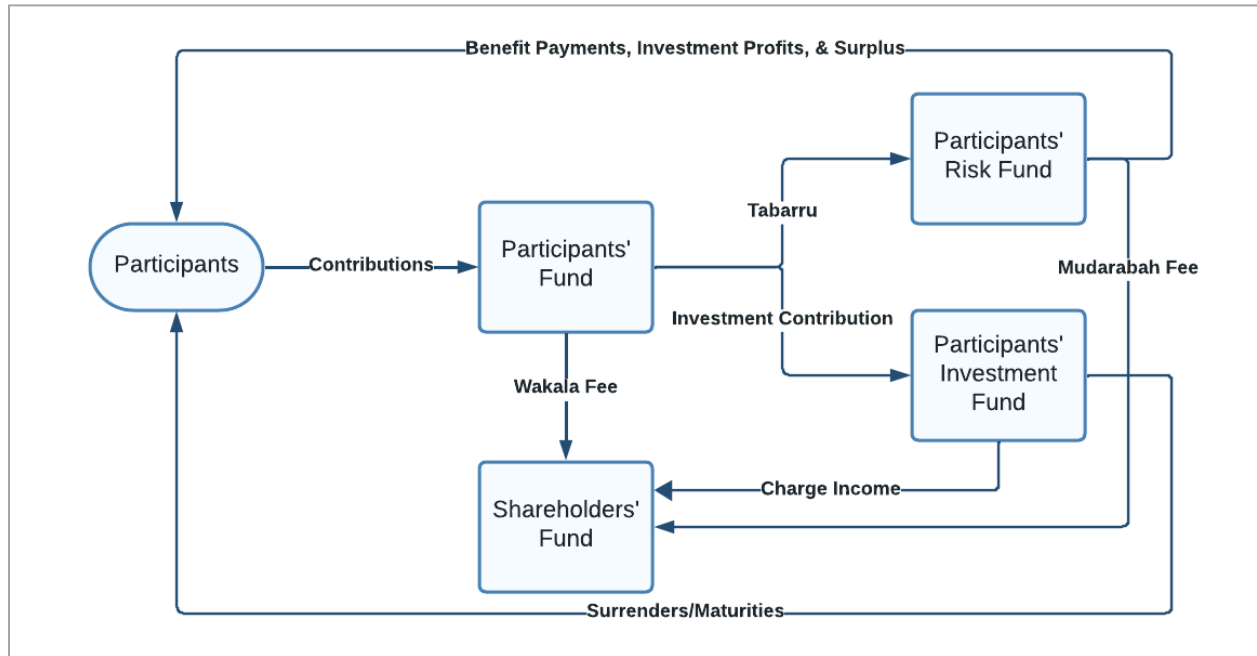 Benefit Payments, Investment Profits, & Surplus
Participants'
Risk Fund
Tabarru
Participants'
Fund
Participants
Contributions
Mudarabah Fee
Investment Contribution
Participants'
Investment
Fund
Wakala Fee
Charge Income
Shareholders'
Fund
Surrenders/Maturities